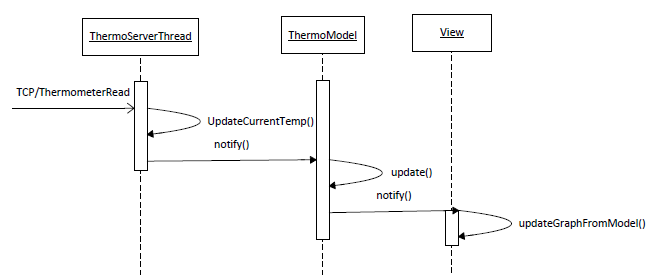 ThermoServerThread
ThermoModel
View
TCP/ThermometerRead
UpdateCurrentTemp()
notify()
update()
notify()
updateGraphFromModel()